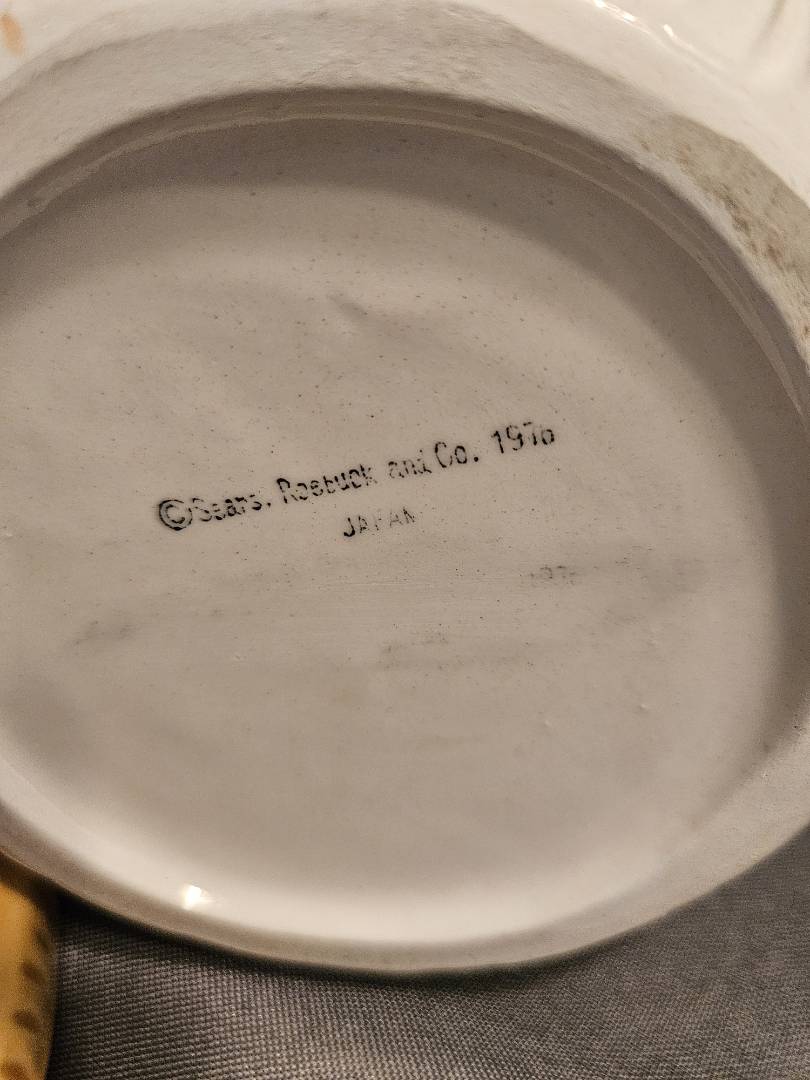 ©Sears, Roebuck and Co. 1976
JAPAN